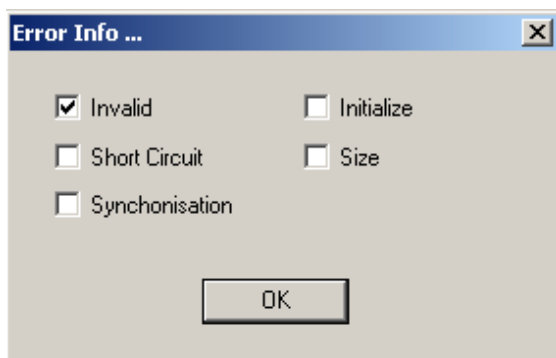 Error Info ...
Invalid
Initialize
Short Circuit
Size
Synchonisation
OK